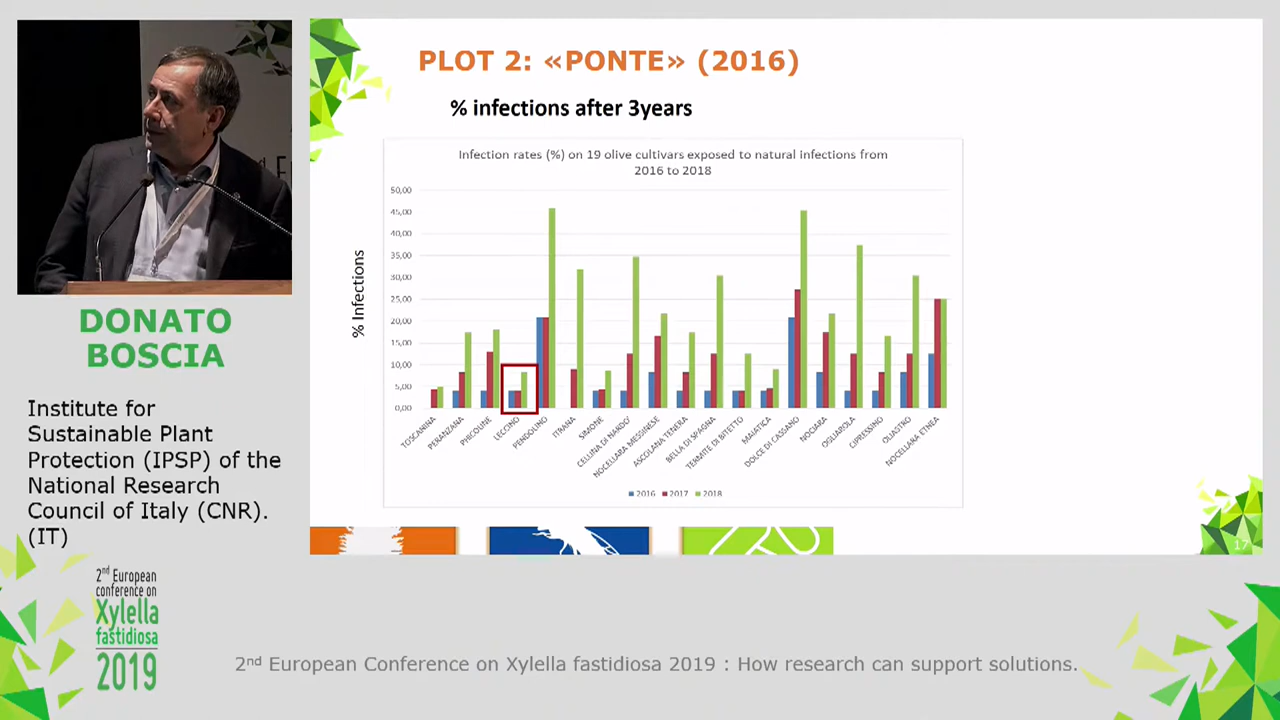 PLOT 2: «PONTE» (2016)
% infections after 3years
Infection rates (%) on 19 olive cultivars exposed to natural infections from
2016 to 2018
50,00
45,00
40,00
35,00
30,00
25,00
20,00
15,00
10,00
5,00
0,00
% Infections
TOSCANINA
PERANZANA
PHICOLINE
LECCINO
PENDOLINO
ITRANA
SIMONE
CELLINA DI NARDO'
NOCELLARA MESSINESE
ASCOLANA TENERA
BELLA DI SPAGNA
TERMITE DI BITETTO
MAIATICA
DOLCE DI CASSANO
NOCIARA
OGLIAROLA
CIPRESSINO
OLIASTRO
NOCELLARA ETNEA
2016 2017 2018
17
DONATO
BOSCIA
Institute for
Sustainable Plant
Protection (IPSP) of the
National Research
Council of Italy (CNR).
(IT)
2nd European
conference on
Xylella
fastidiosa
2019
2nd European Conference on Xylella fastidiosa 2019 : How research can support solutions.